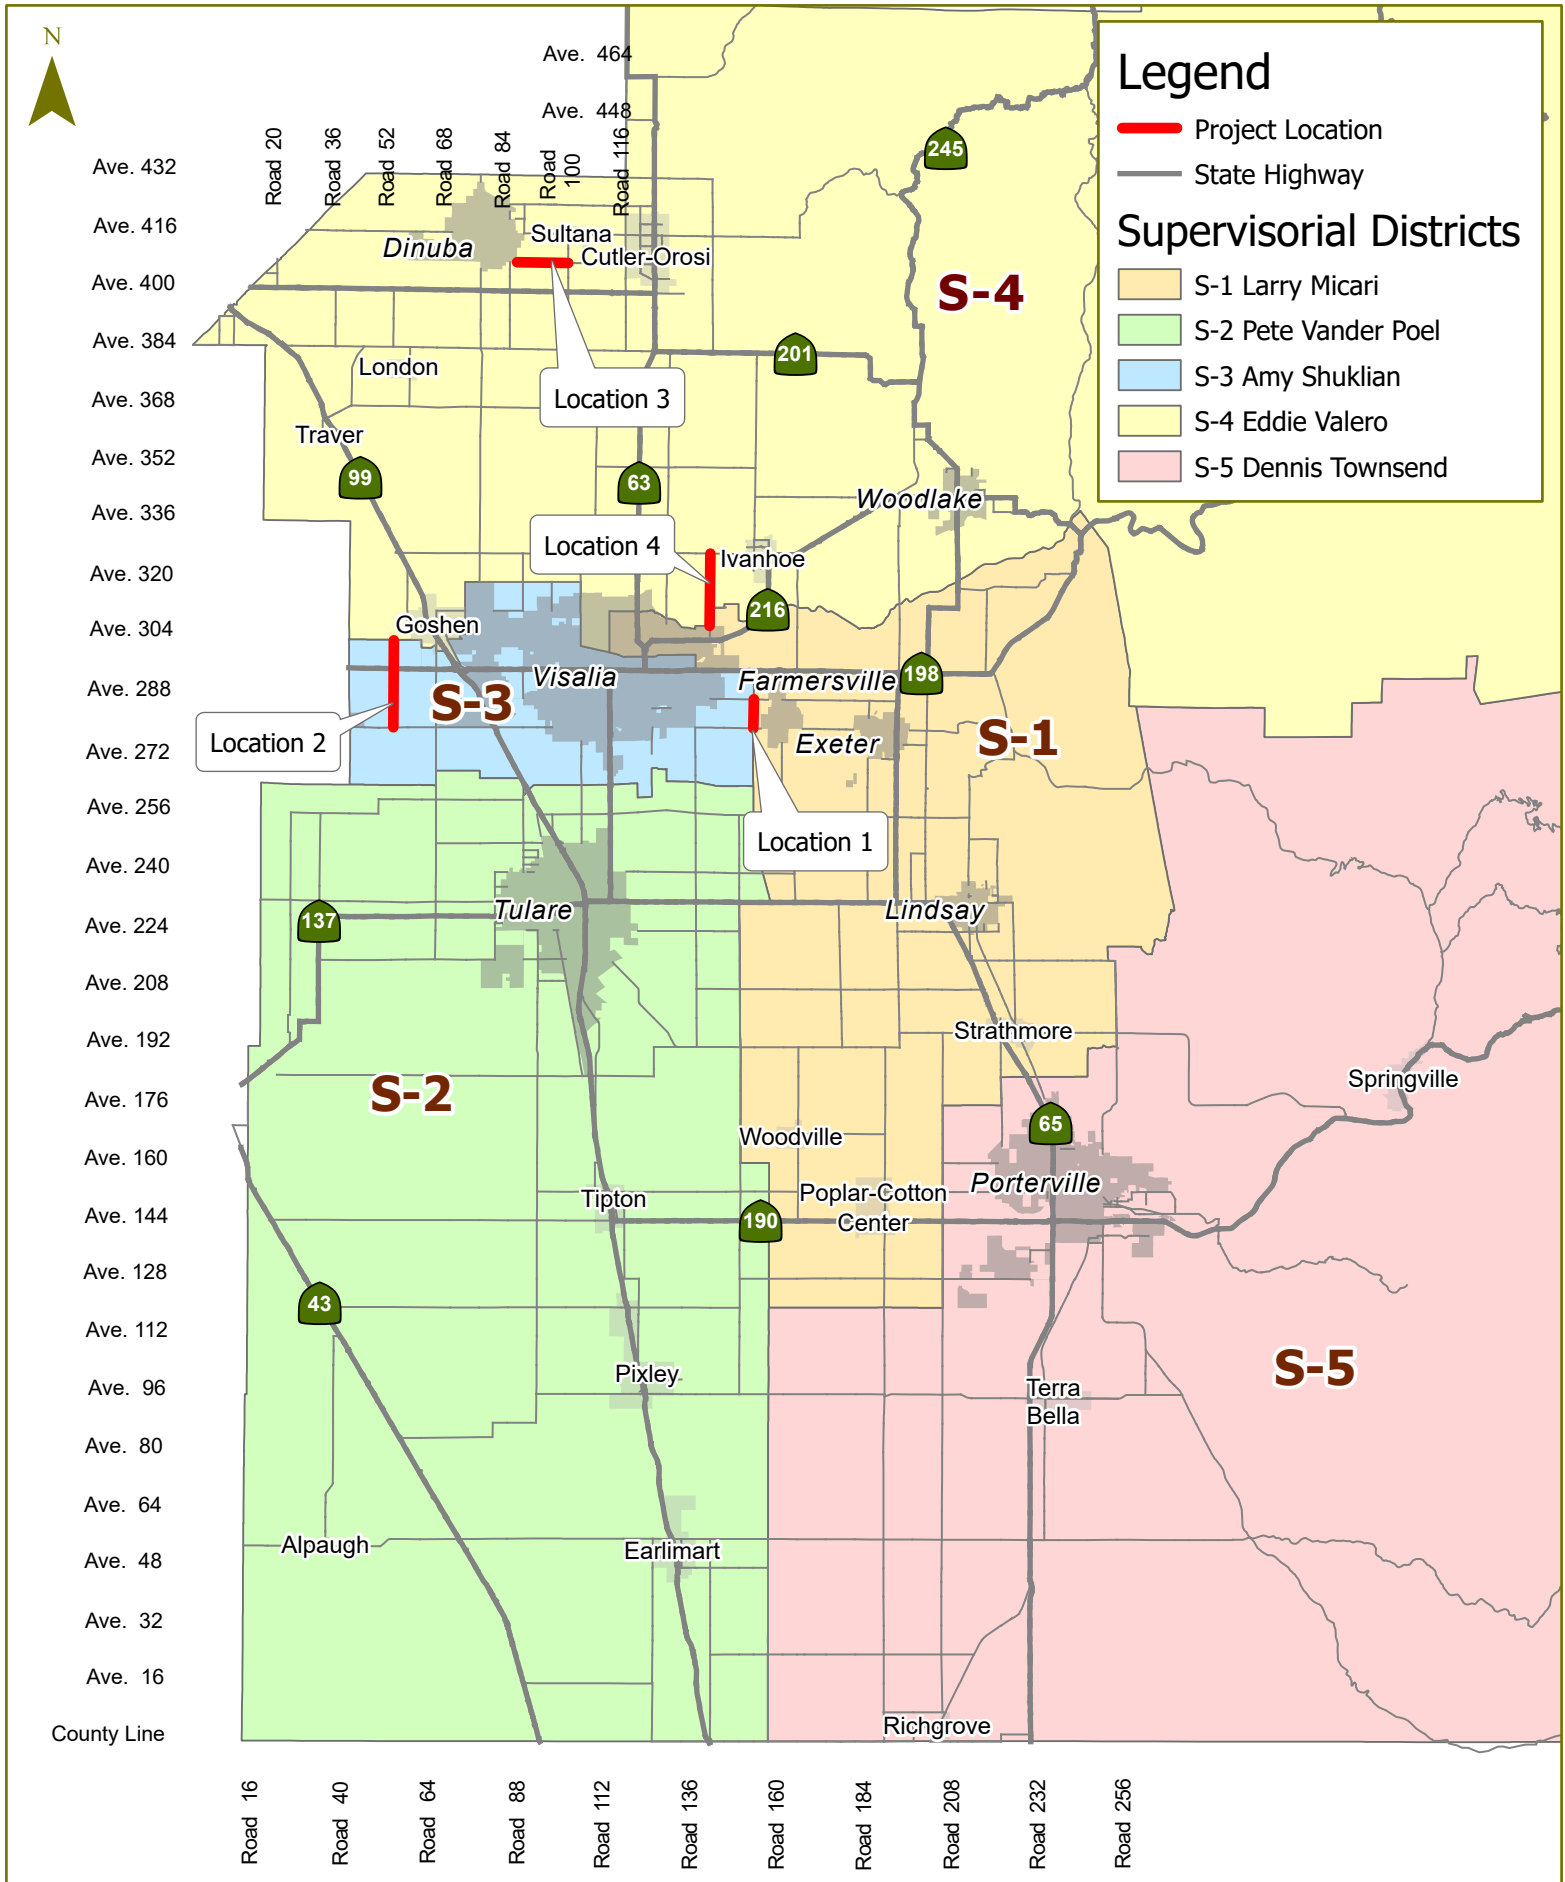 N
Legend
Project Location
State Highway
Supervisorial Districts
S-1 Larry Micari
S-2 Pete Vander Poel
S-3 Amy Shuklian
S-4 Eddie Valero
S-5 Dennis Townsend
Ave. 464
Ave. 448
Road 20
Road 36
Road 52
Road 68
Road 84
Road
100
Road 116
Ave. 432
Ave. 416
Ave. 400
Ave. 384
Ave. 368
Ave. 352
Ave. 336
Ave. 320
Ave. 304
Ave. 288
Ave. 272
Ave. 256
Ave. 240
Ave. 224
Ave. 208
Ave. 192
Ave. 176
Ave. 160
Ave. 144
Ave. 128
Ave. 112
Ave. 96
Ave. 80
Ave. 64
Ave. 48
Ave. 32
Ave. 16
County Line
245
Dinuba
Sultana
Cutler-Orosi
S-4
201
London
Location 3
Traver
99
63
Woodlake
Location 4
Ivanhoe
216
Goshen
Visalia
Farmersville
198
S-3
Location 2
Exeter
S-1
Location 1
137
Tulare
Lindsay
Strathmore
S-2
Springville
65
Woodville
Porterville
Tipton
Poplar-Cotton
Center
190
43
Pixley
S-5
Terra
Bella
Alpaugh
Earlimart
Richgrove
Road 16
Road 40
Road 64
Road 88
Road 112
Road 136
Road 160
Road 184
Road 208
Road 232
Road 256